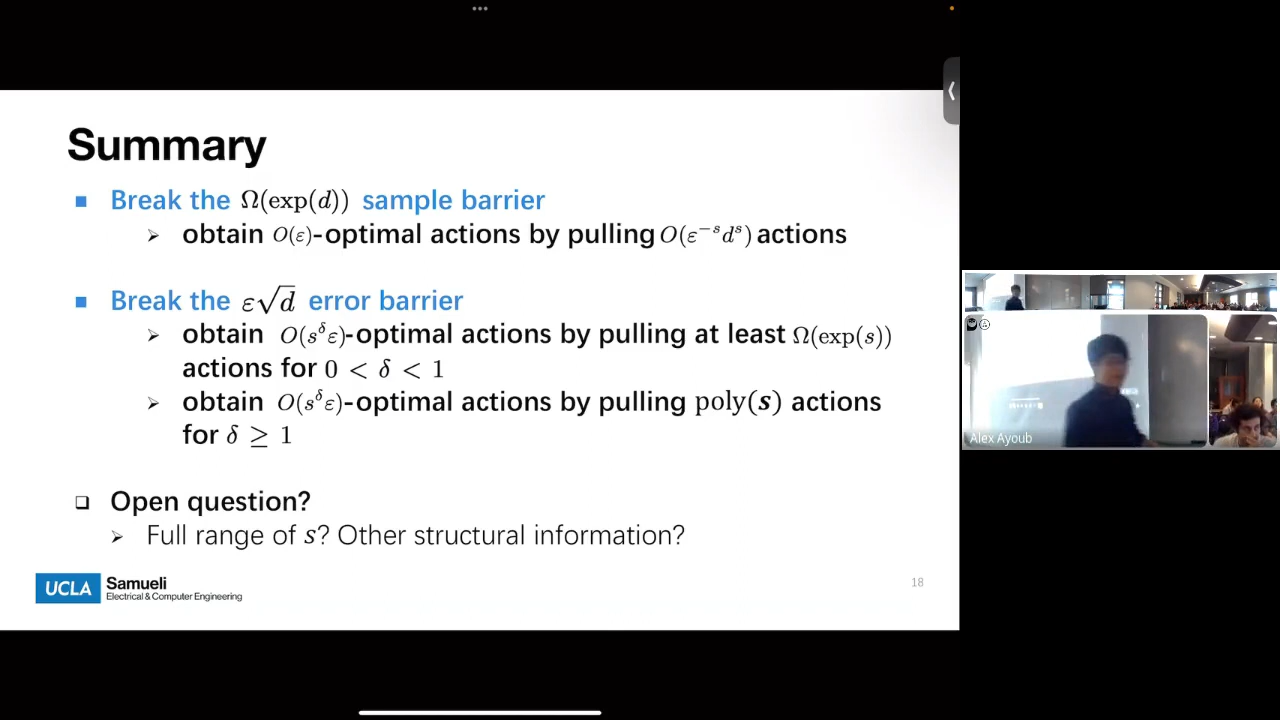 Summary
■ Break the Ω(exp(d)) sample barrier
➢ obtain O(ε)-optimal actions by pulling O(ε⁻ˢdˢ) actions
■ Break the ε√d error barrier
➢ obtain O(s^δ ε)-optimal actions by pulling at least Ω(exp(s))
actions for 0 < δ < 1
➢ obtain O(s^δ ε)-optimal actions by pulling poly(s) actions
for δ ≥ 1
❑ Open question?
➢ Full range of s? Other structural information?
UCLA Samueli
Electrical & Computer Engineering
18
Alex Ayoub